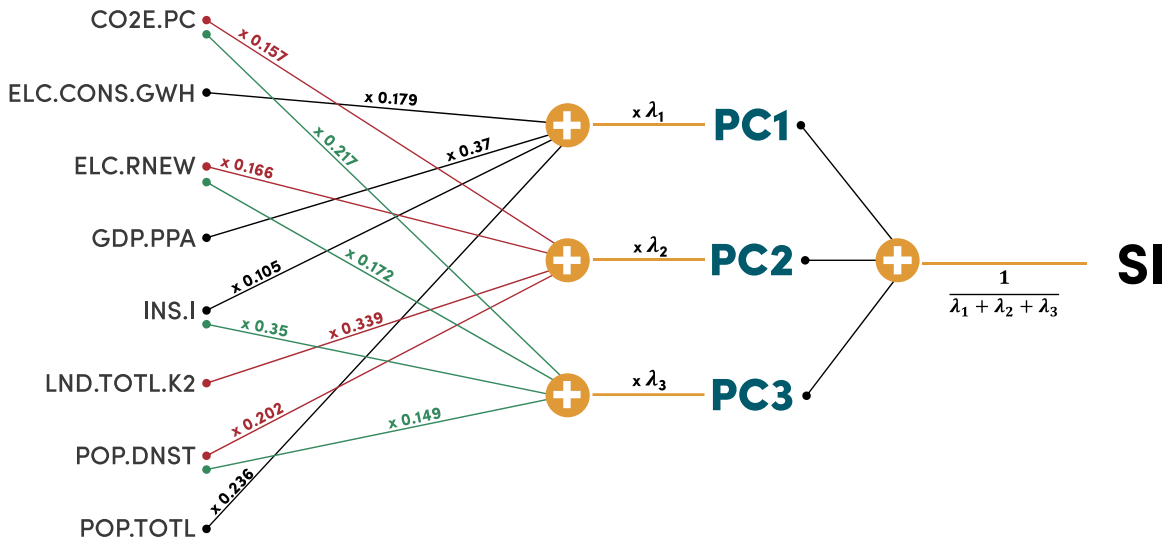 CO2E.PC
x 0.157
ELC.CONS.GWH
x 0.179
x 0.217
x 0.37
ELC.RNEW
x 0.166
GDP.PPA
x 0.172
INS.I
x 0.105
x 0.35
x 0.339
LND.TOTL.K2
POP.DNST
x 0.202
x 0.149
POP.TOTL
x 0.236
x λ1
PC1
x λ2
PC2
x λ3
PC3
1
λ1 + λ2 + λ3
SI